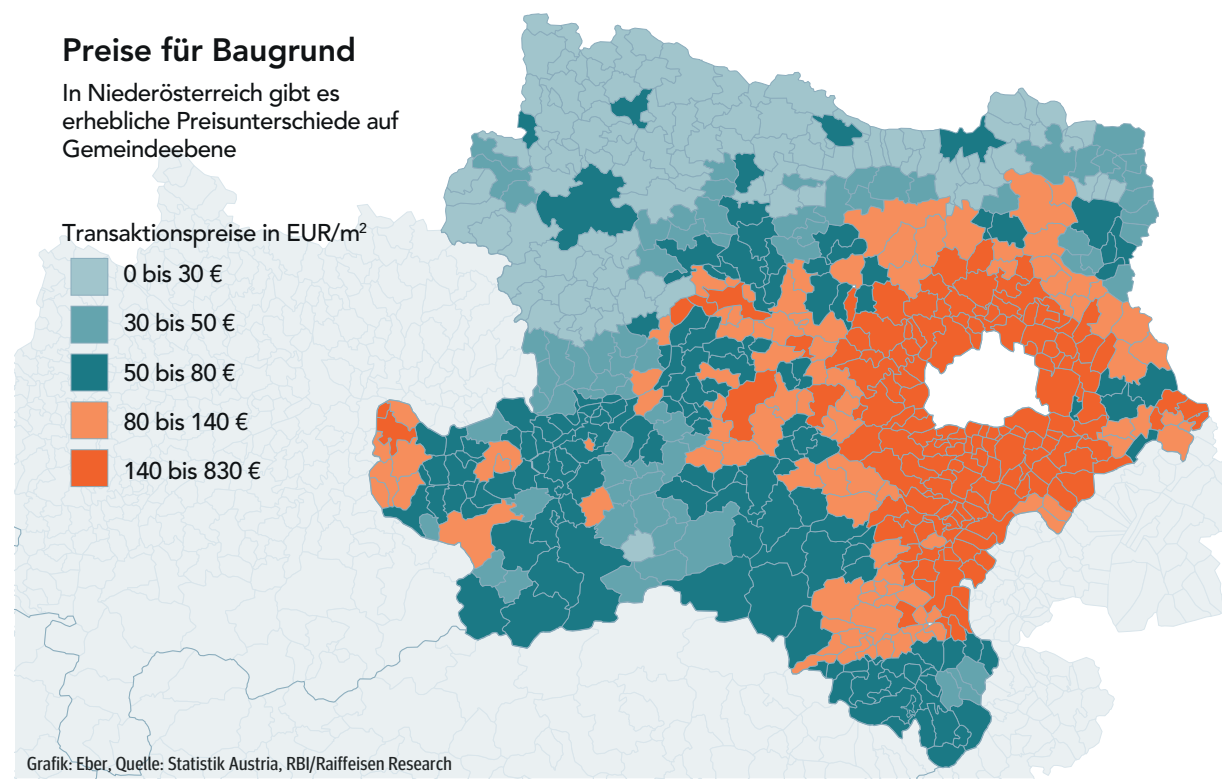 Preise für Baugrund
In Niederösterreich gibt es
erhebliche Preisunterschiede auf
Gemeindeebene
Transaktionspreise in EUR/m²
0 bis 30 €
30 bis 50 €
50 bis 80 €
80 bis 140 €
140 bis 830 €
Grafik: Eber, Quelle: Statistik Austria, RBI/Raiffeisen Research